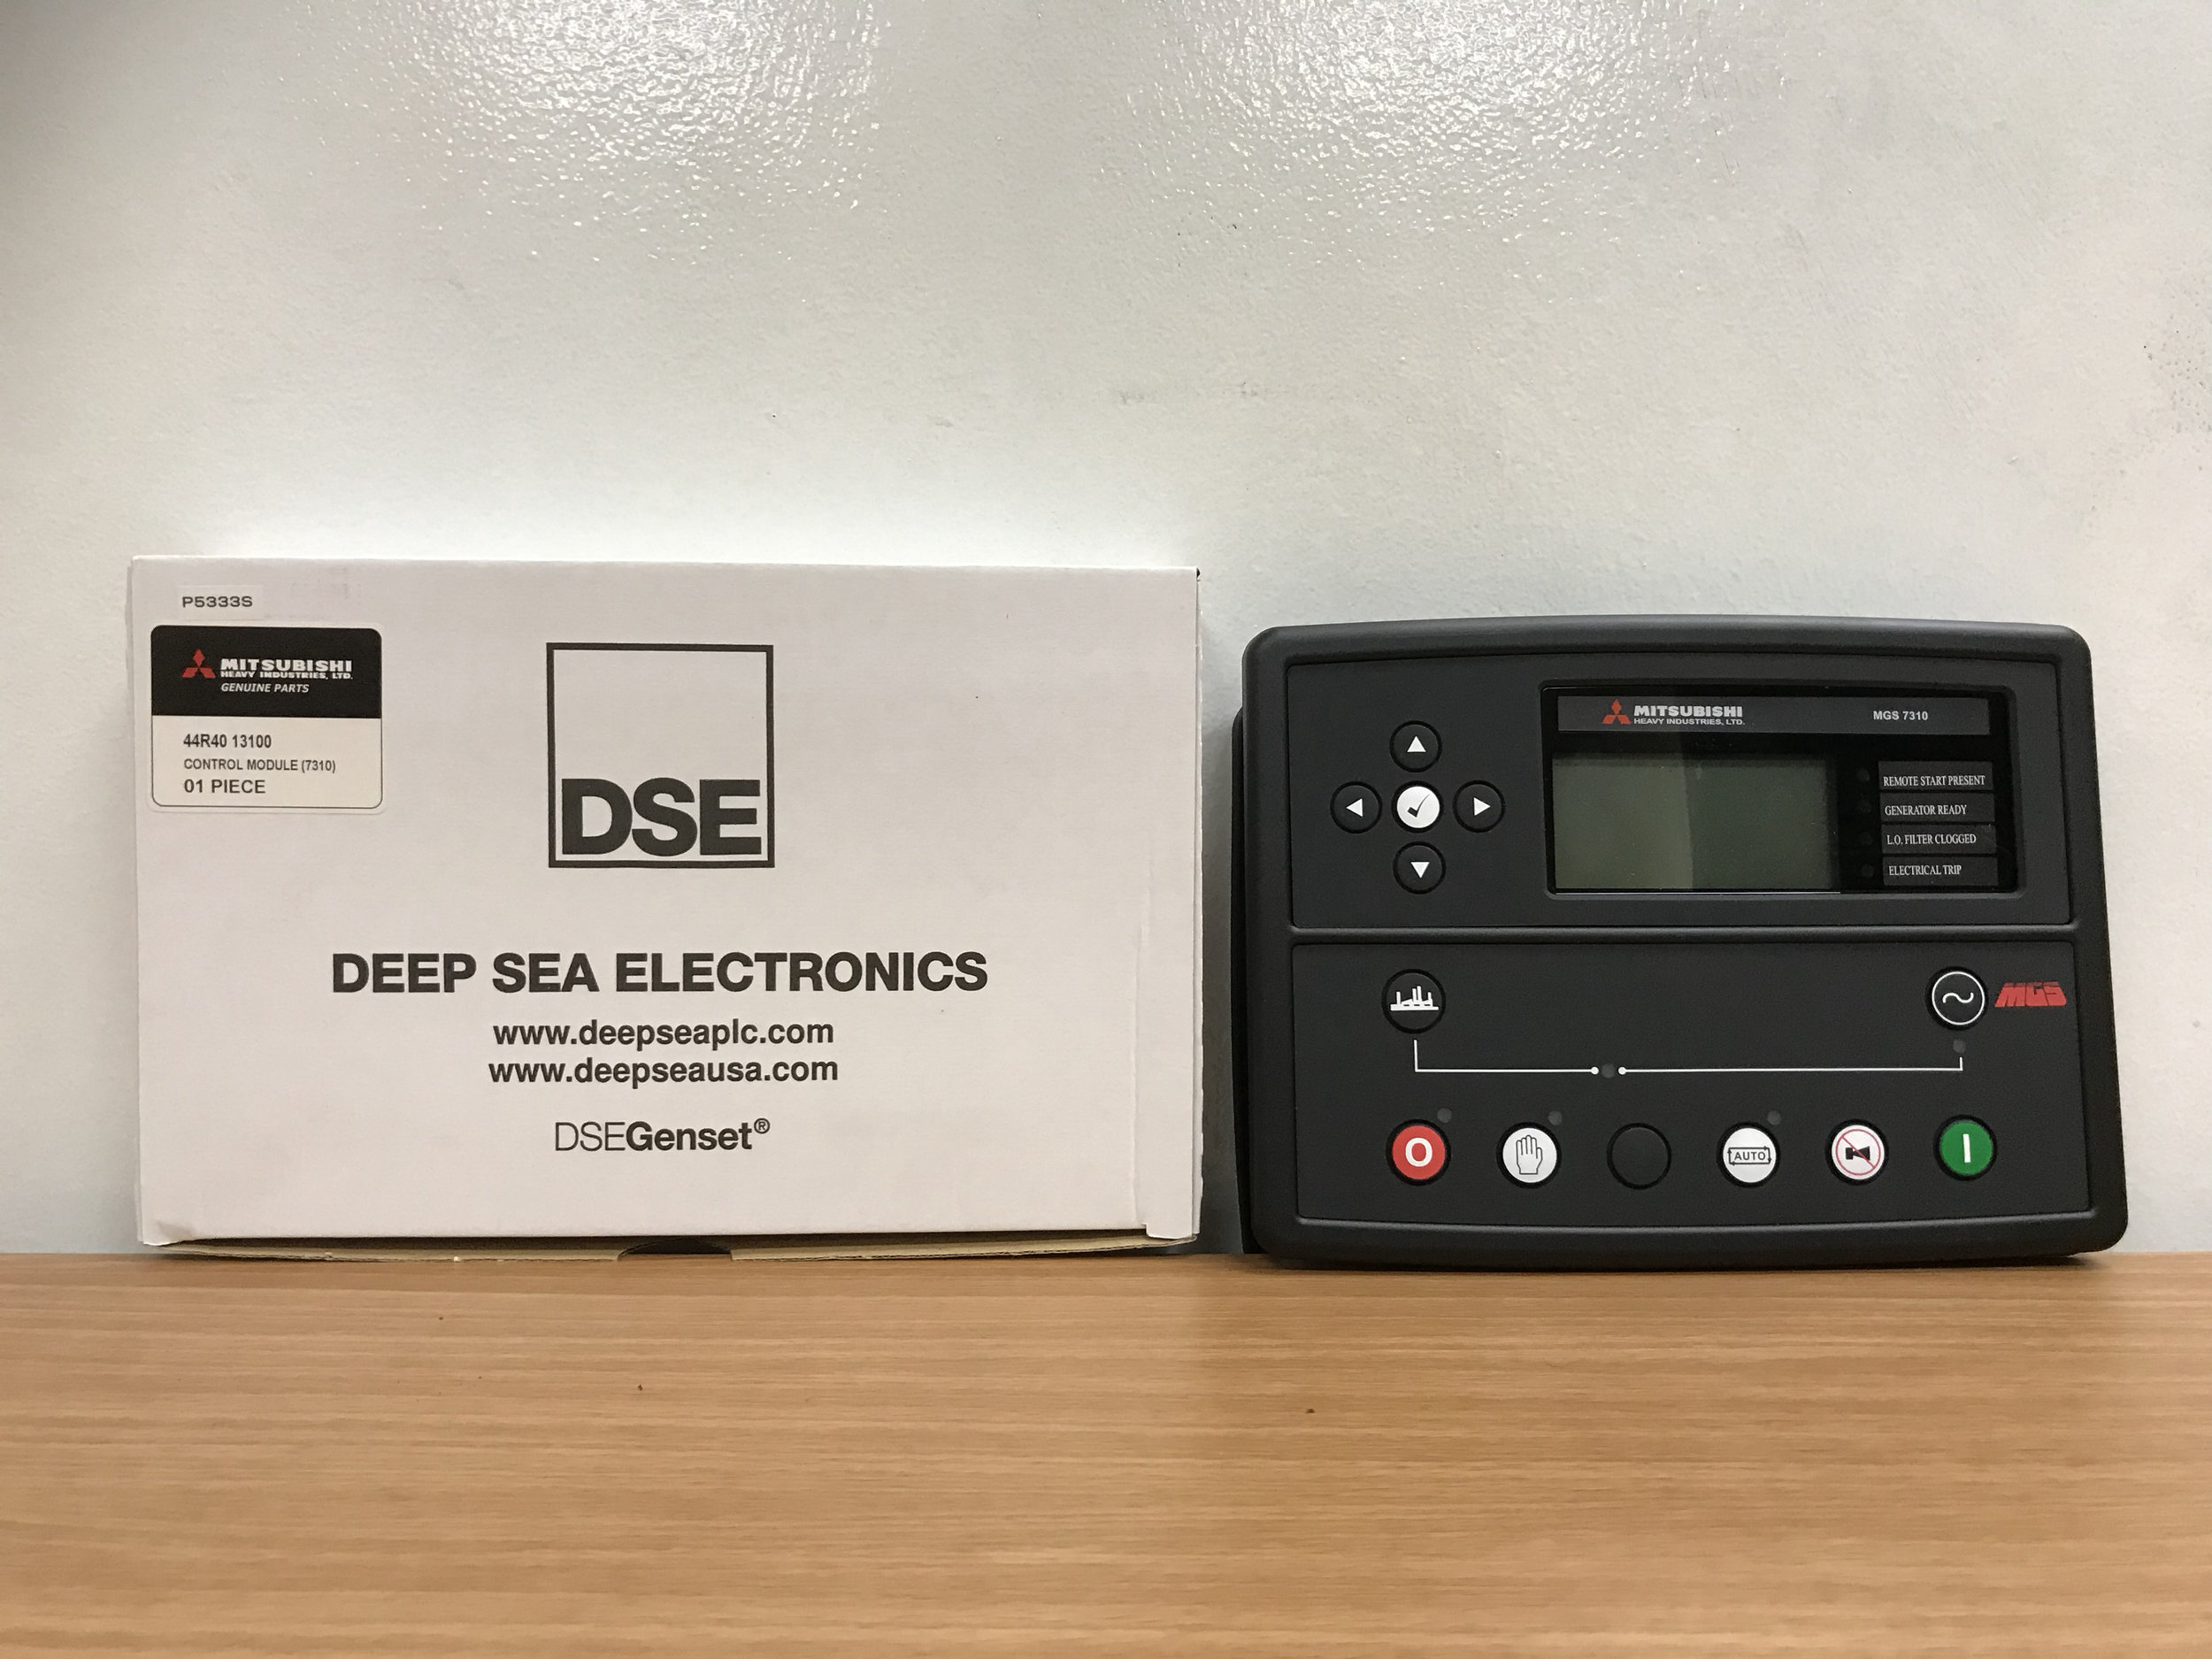 P5333S
MITSUBISHI
HEAVY INDUSTRIES, LTD.
GENUINE PARTS
44R40 13100
CONTROL MODULE (7310)
01 PIECE
DSE
DEEP SEA ELECTRONICS
www.deepseaplc.com
www.deepseausa.com
DSEGenset®
MITSUBISHI
HEAVY INDUSTRIES, LTD.
MGS 7310
REMOTE START PRESENT
GENERATOR READY
L.O. FILTER CLOGGED
ELECTRICAL TRIP
MGS
O
AUTO
I